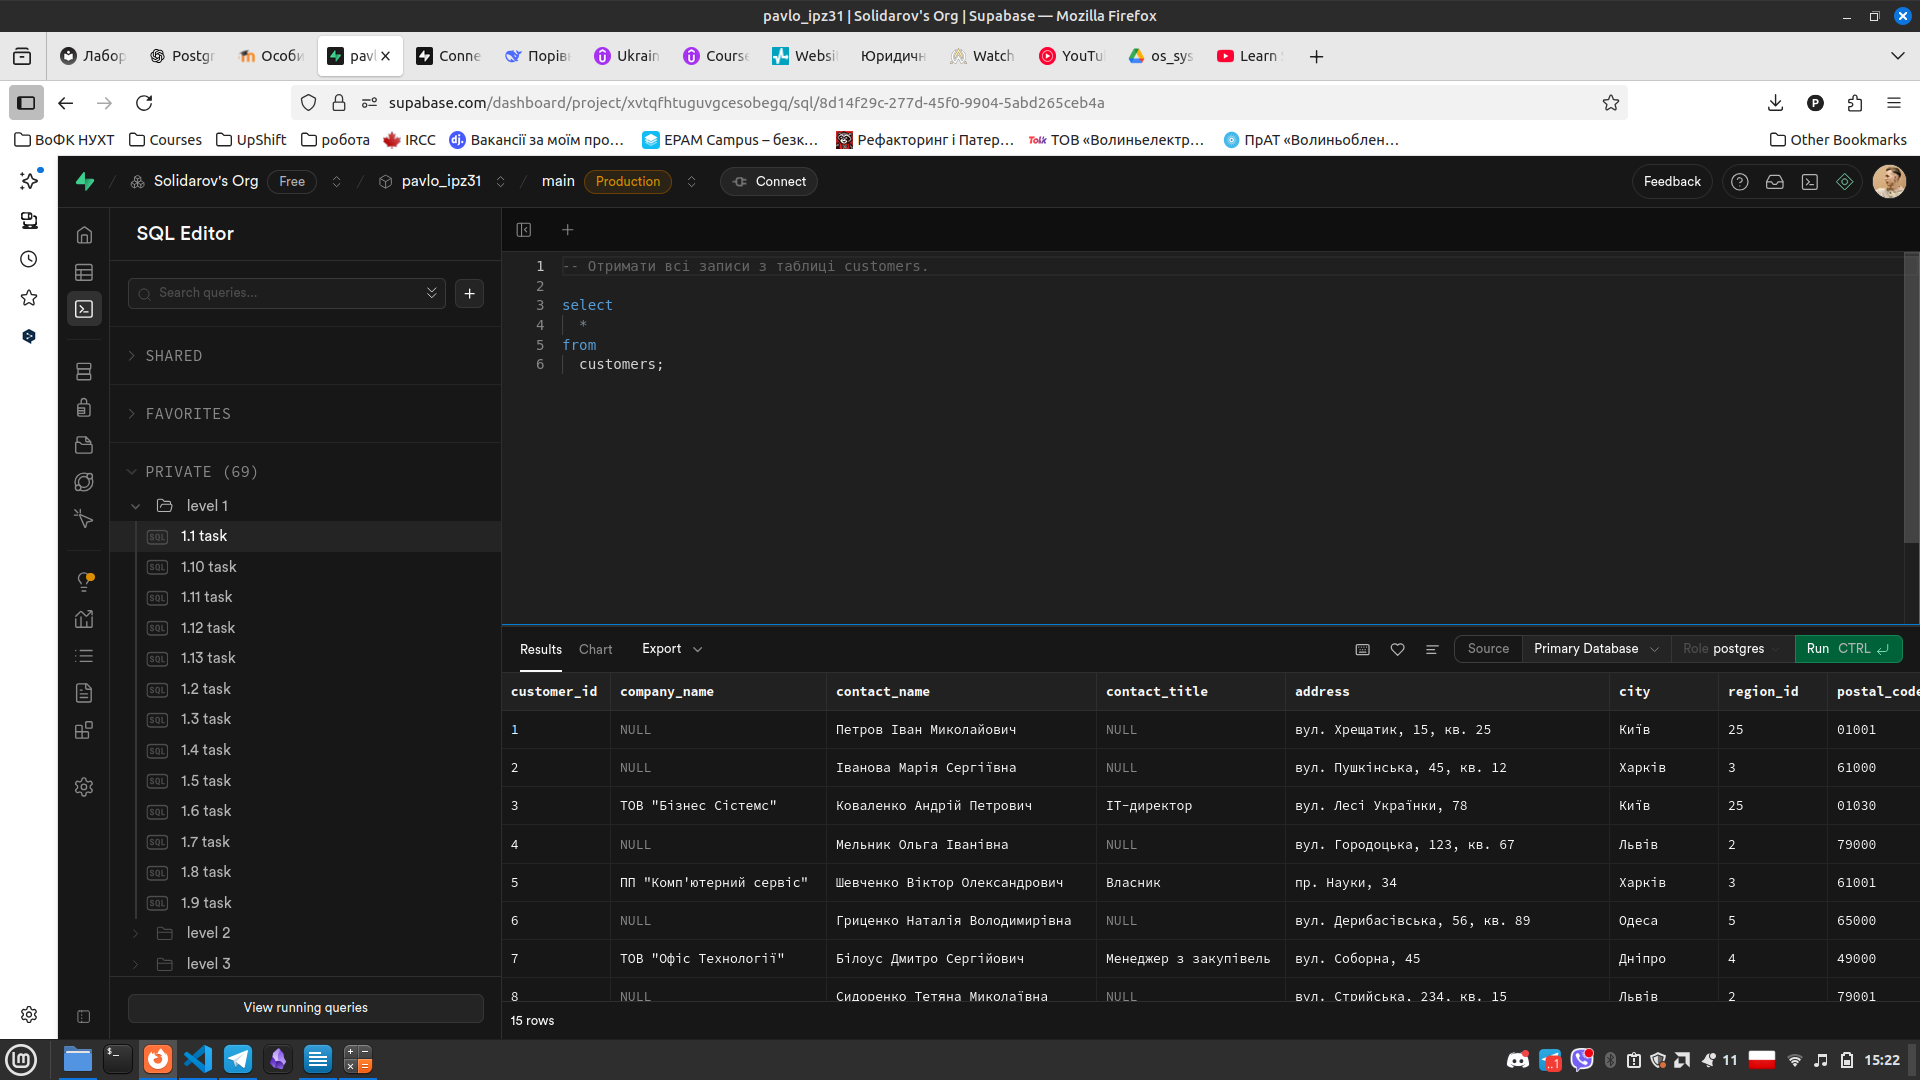 pavlo_ipz31 | Solidarov's Org | Supabase — Mozilla Firefox
Лабор Postgr Особи pavl Conne Порів Ukrain Cours Websi Юридичн Watch YouTu os_sys Learn
supabase.com/dashboard/project/xvtqfhtuguvgcesobegq/sql/8d14f29c-277d-45f0-9904-5abd265ceb4a
ВоФК НУХТ Courses UpShift робота IRCC Вакансії за моїм про… EPAM Campus – безк… Рефакторинг і Патер… ТОВ «Волиньелектр… ПрАТ «Волиньоблен… Other Bookmarks
Solidarov's Org Free pavlo_ipz31 main Production Connect Feedback
SQL Editor
Search queries...
SHARED
FAVORITES
PRIVATE (69)
level 1
1.1 task
1.10 task
1.11 task
1.12 task
1.13 task
1.2 task
1.3 task
1.4 task
1.5 task
1.6 task
1.7 task
1.8 task
1.9 task
level 2
level 3
View running queries
1 -- Отримати всі записи з таблиці customers.
2
3 select
4 *
5 from
6 customers;
Results Chart Export Source Primary Database Role postgres Run CTRL
customer_id company_name contact_name contact_title address city region_id postal_code
1 NULL Петров Іван Миколайович NULL вул. Хрещатик, 15, кв. 25 Київ 25 01001
2 NULL Іванова Марія Сергіївна NULL вул. Пушкінська, 45, кв. 12 Харків 3 61000
3 ТОВ "Бізнес Сістемс" Коваленко Андрій Петрович ІТ-директор вул. Лесі Українки, 78 Київ 25 01030
4 NULL Мельник Ольга Іванівна NULL вул. Городоцька, 123, кв. 67 Львів 2 79000
5 ПП "Комп'ютерний сервіс" Шевченко Віктор Олександрович Власник пр. Науки, 34 Харків 3 61001
6 NULL Гриценко Наталія Володимирівна NULL вул. Дерибасівська, 56, кв. 89 Одеса 5 65000
7 ТОВ "Офіс Технології" Білоус Дмитро Сергійович Менеджер з закупівель вул. Соборна, 45 Дніпро 4 49000
8 NULL Сидоренко Тетяна Миколаївна NULL вул. Стрийська, 234, кв. 15 Львів 2 79001
15 rows
11 15:22